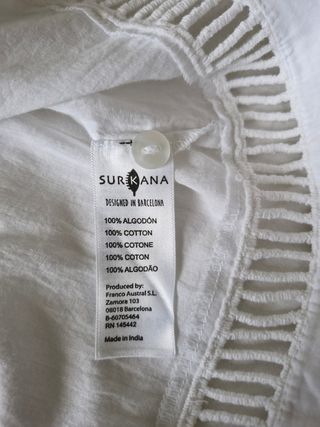 SURKANA
DESIGNED IN BARCELONA
100% ALGODÓN
100% COTTON
100% COTONE
100% COTON
100% ALGODÃO
Produced by:
Franco Austral S.L.
Zamora 103
08018 Barcelona
B-60705464
RN 145442
Made in India